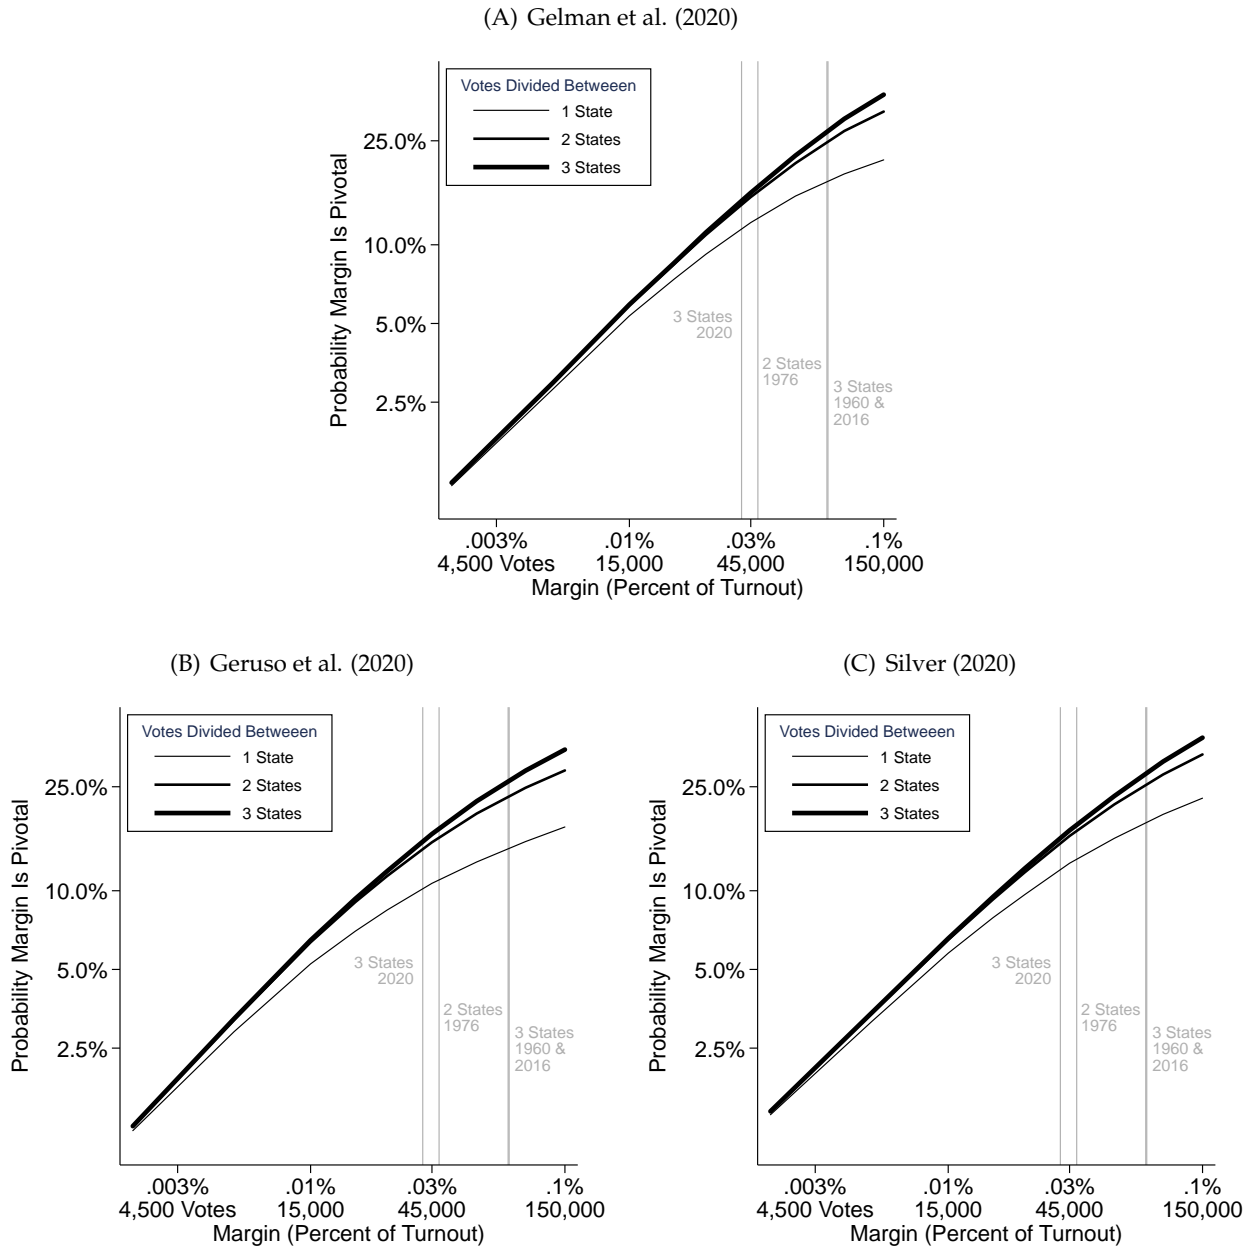 (A) Gelman et al. (2020)
Votes Divided Betweeen
1 State
2 States
3 States
Probability Margin Is Pivotal
25.0%
10.0%
5.0%
2.5%
3 States
2020
2 States
1976
3 States
1960 &
2016
.003%
4,500 Votes
.01%
15,000
.03%
45,000
.1%
150,000
Margin (Percent of Turnout)
(B) Geruso et al. (2020)
Votes Divided Betweeen
1 State
2 States
3 States
Probability Margin Is Pivotal
25.0%
10.0%
5.0%
2.5%
3 States
2020
2 States
1976
3 States
1960 &
2016
.003%
4,500 Votes
.01%
15,000
.03%
45,000
.1%
150,000
Margin (Percent of Turnout)
(C) Silver (2020)
Votes Divided Betweeen
1 State
2 States
3 States
Probability Margin Is Pivotal
25.0%
10.0%
5.0%
2.5%
3 States
2020
2 States
1976
3 States
1960 &
2016
.003%
4,500 Votes
.01%
15,000
.03%
45,000
.1%
150,000
Margin (Percent of Turnout)